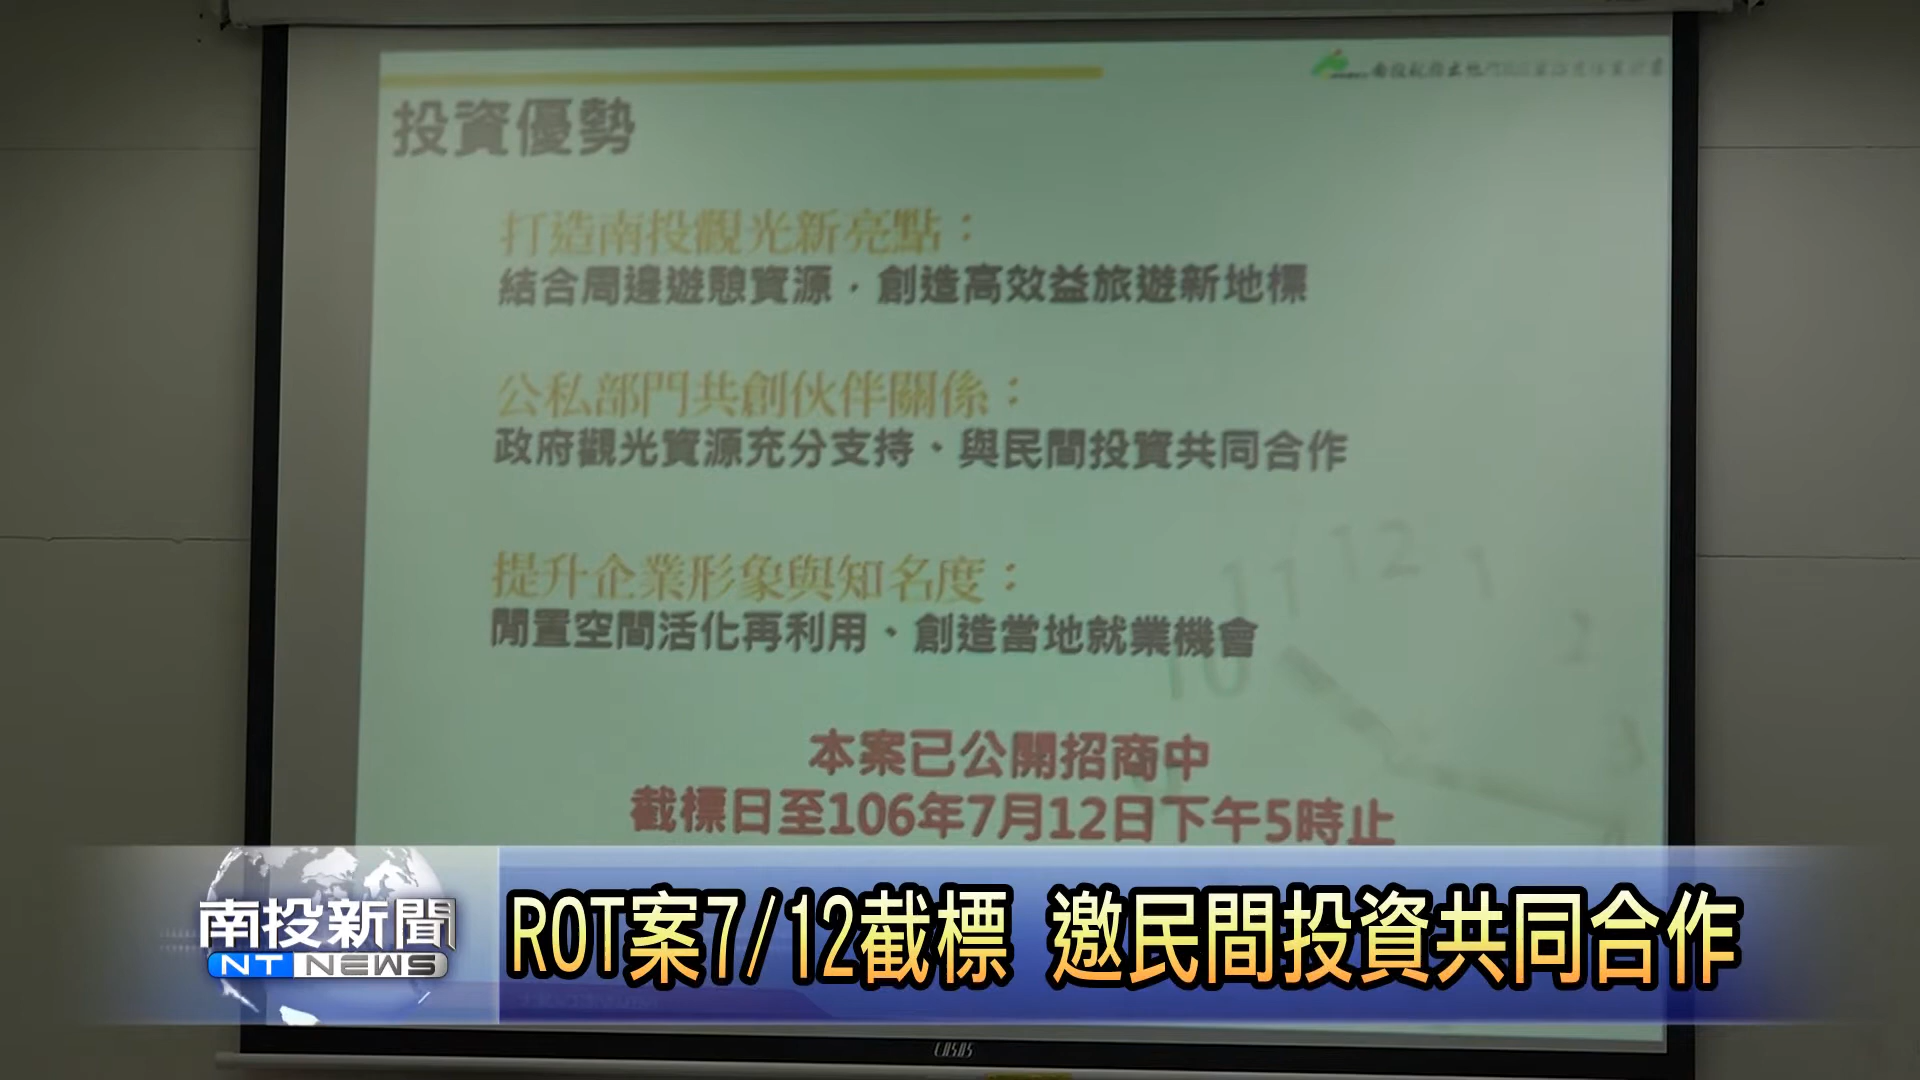 投資優勢
打造南投觀光新亮點：
結合周邊遊憩資源，創造高效益旅遊新地標
公私部門共創伙伴關係：
政府觀光資源充分支持、與民間投資共同合作
提升企業形象與知名度：
閒置空間活化再利用、創造當地就業機會
11 12 1
2
10
3
本案已公開招商中
截標日至106年7月12日下午5時止
南投新聞
NT NEWS
ROT案7/12截標 邀民間投資共同合作
CASOS